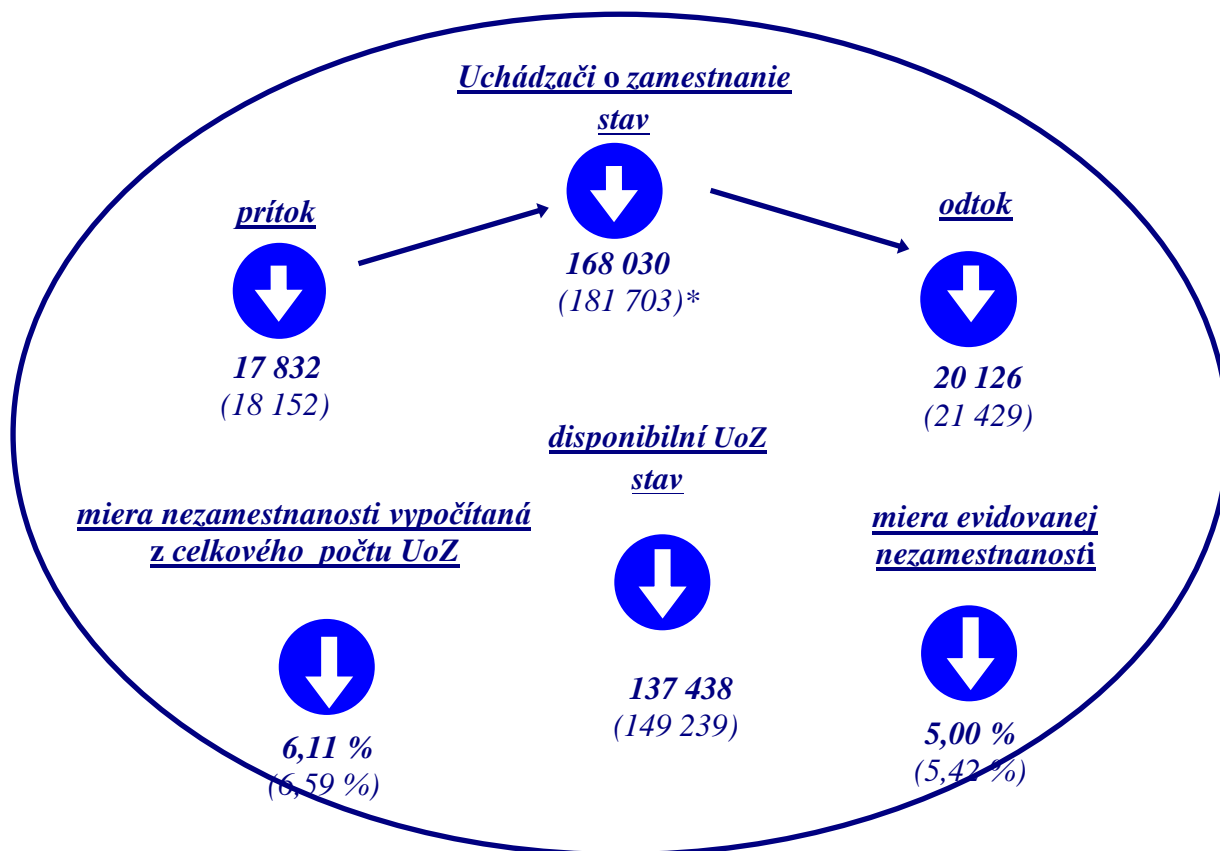 Uchádzači o zamestnanie
stav
168 030
(181 703)*
prítok
17 832
(18 152)
odtok
20 126
(21 429)
disponibilní UoZ
stav
137 438
(149 239)
miera nezamestnanosti vypočítaná
z celkového počtu UoZ
6,11 %
(6,59 %)
miera evidovanej
nezamestnanosti
5,00 %
(5,42 %)